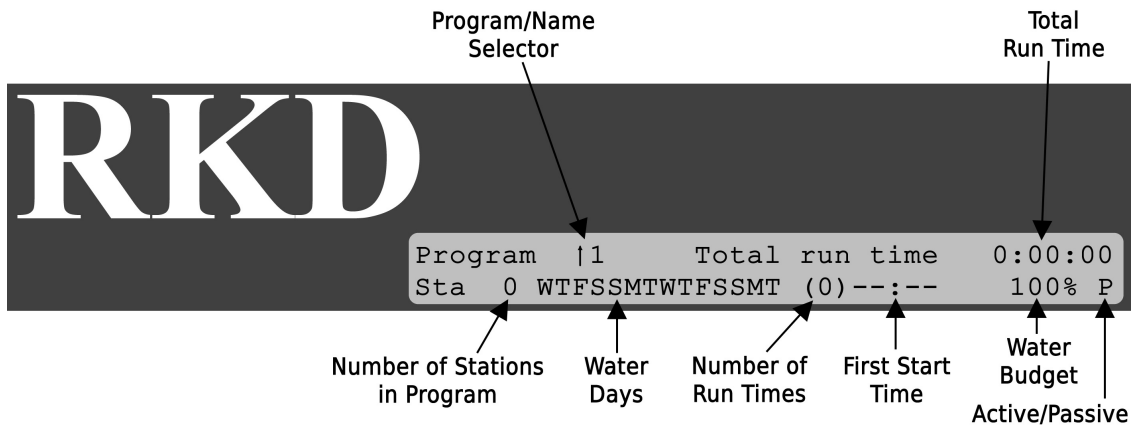 Program/Name
Selector
Total
Run Time
RKD
Program ↑1 Total run time 0:00:00
Sta 0 WTFSSMTWTFSSMT (0)--:-- 100% P
Number of Stations
in Program
Water
Days
Number of
Run Times
First Start
Time
Water
Budget
Active/Passive